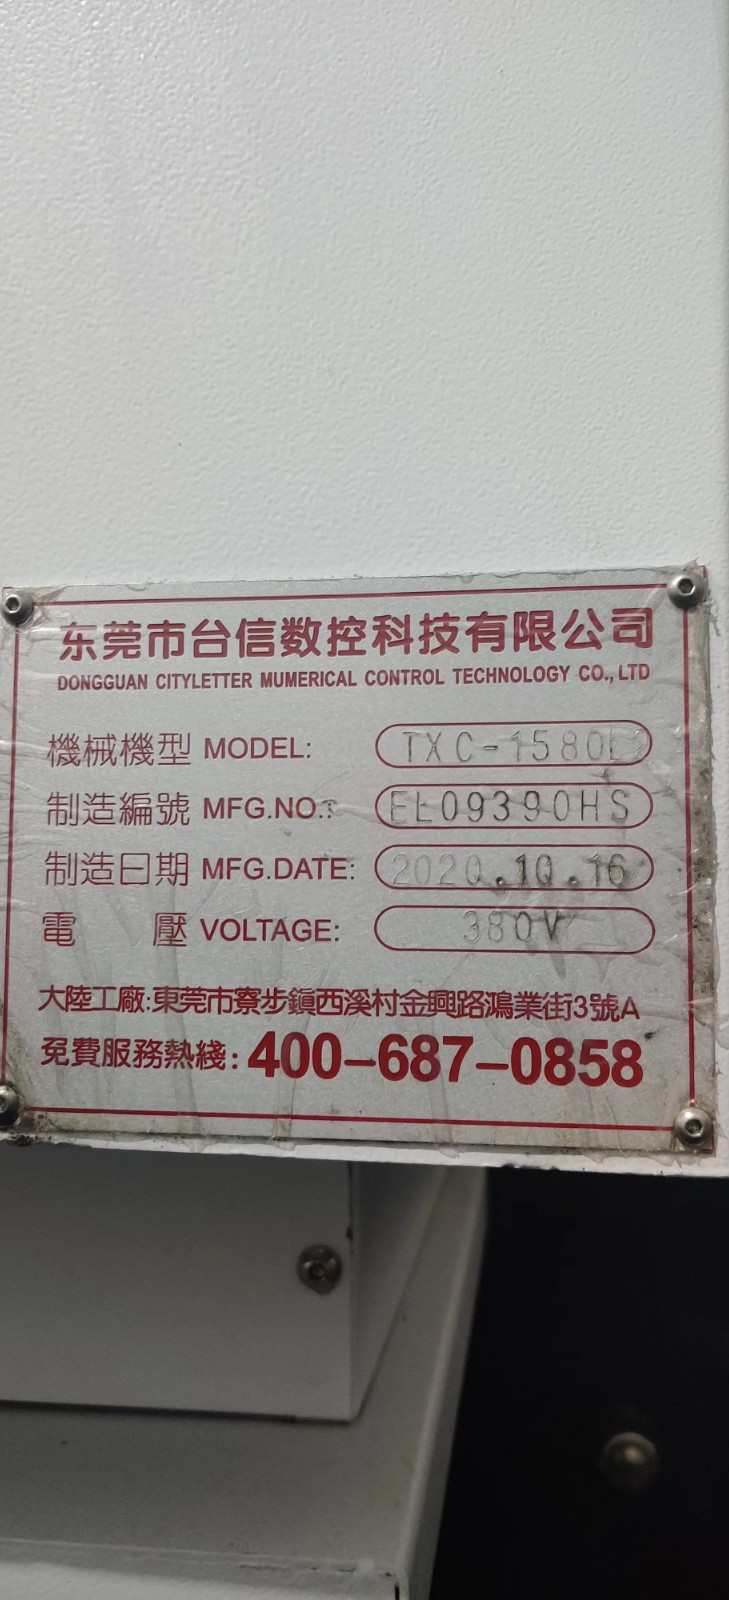 东莞市台信数控科技有限公司
DONGGUAN CITYLETTER MUMERICAL CONTROL TECHNOLOGY CO., LTD
機械機型 MODEL: TXC-1580L
制造編號 MFG.NO.: EL09390HS
制造日期 MFG.DATE: 2020.10.16
電 壓 VOLTAGE: 380V
大陸工廠:東莞市寮步鎮西溪村金興路鴻業街3號A
免費服務熱綫: 400-687-0858